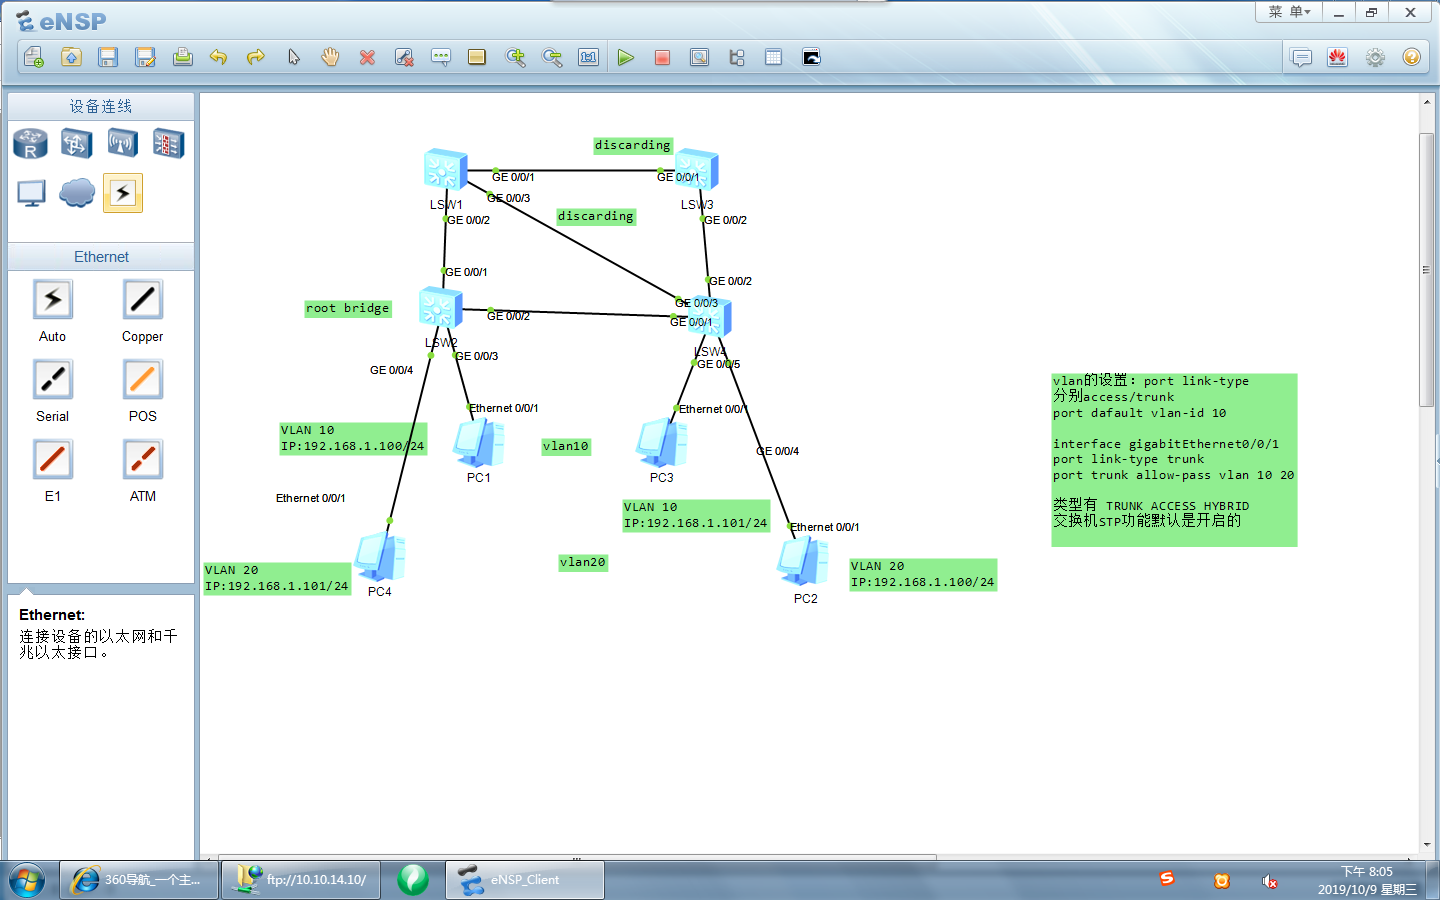 eNSP
菜 单
设备连线
Ethernet
Auto
Copper
Serial
POS
E1
ATM
Ethernet:
连接设备的以太网和千
兆以太接口。
discarding
GE 0/0/1
GE 0/0/1
GE 0/0/3
LSW1
LSW3
discarding
GE 0/0/2
GE 0/0/2
GE 0/0/1
GE 0/0/2
root bridge
GE 0/0/3
GE 0/0/2
GE 0/0/1
LSW2
LSW4
GE 0/0/3
GE 0/0/4
GE 0/0/5
Ethernet 0/0/1
Ethernet 0/0/1
VLAN 10
IP:192.168.1.100/24
vlan10
GE 0/0/4
PC1
PC3
Ethernet 0/0/1
VLAN 10
IP:192.168.1.101/24
Ethernet 0/0/1
vlan20
VLAN 20
IP:192.168.1.101/24
PC4
VLAN 20
IP:192.168.1.100/24
PC2
vlan的设置：port link-type
分别access/trunk
port dafault vlan-id 10
interface gigabitEthernet0/0/1
port link-type trunk
port trunk allow-pass vlan 10 20
类型有 TRUNK ACCESS HYBRID
交换机STP功能默认是开启的
360导航_一个主...
ftp://10.10.14.10/
eNSP_Client
下午 8:05
2019/10/9 星期三